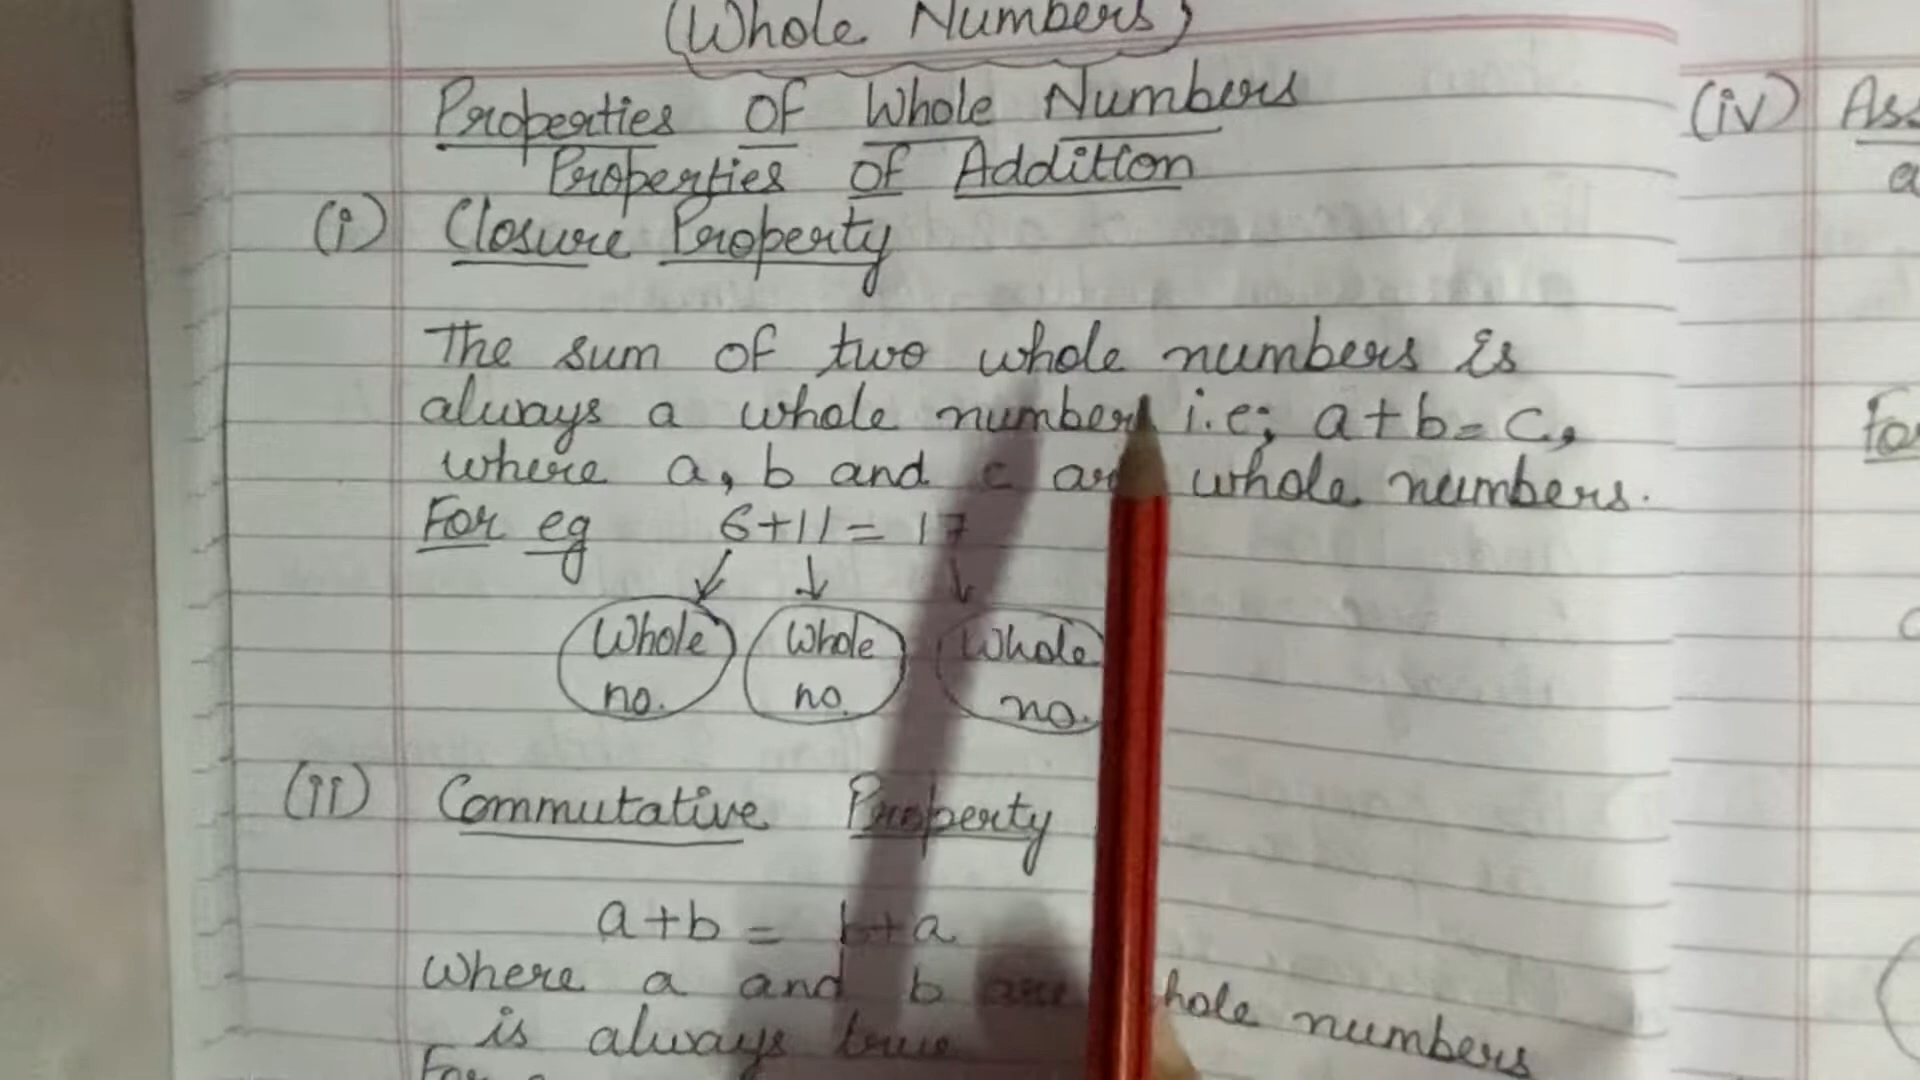 (Whole Numbers)
Properties Of Whole Numbers
Properties Of Addition
(i) Closure Property
The sum of two whole numbers is
always a whole number i.e; a+b=c,
where a, b and c are whole numbers.
For eg 6+11=17
Whole no. Whole no. Whole no.
(ii) Commutative Property
a+b = b+a
Where a and b are whole numbers
is always true
For
(iv)